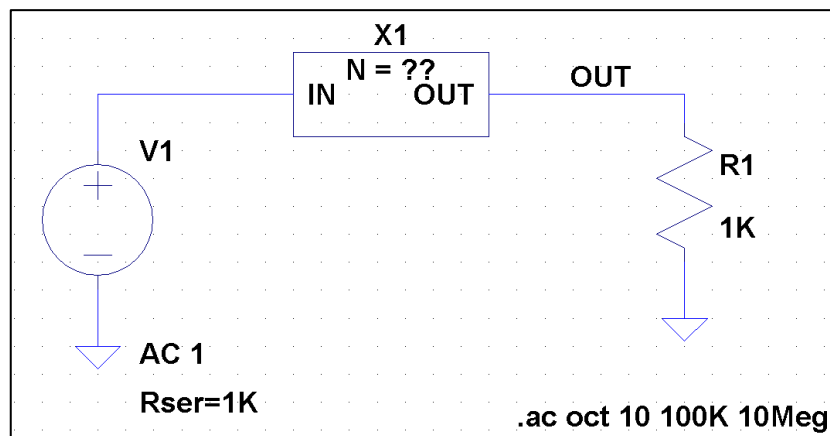 X1
N = ??
IN
OUT
OUT
V1
R1
1K
AC 1
Rser=1K
.ac oct 10 100K 10Meg